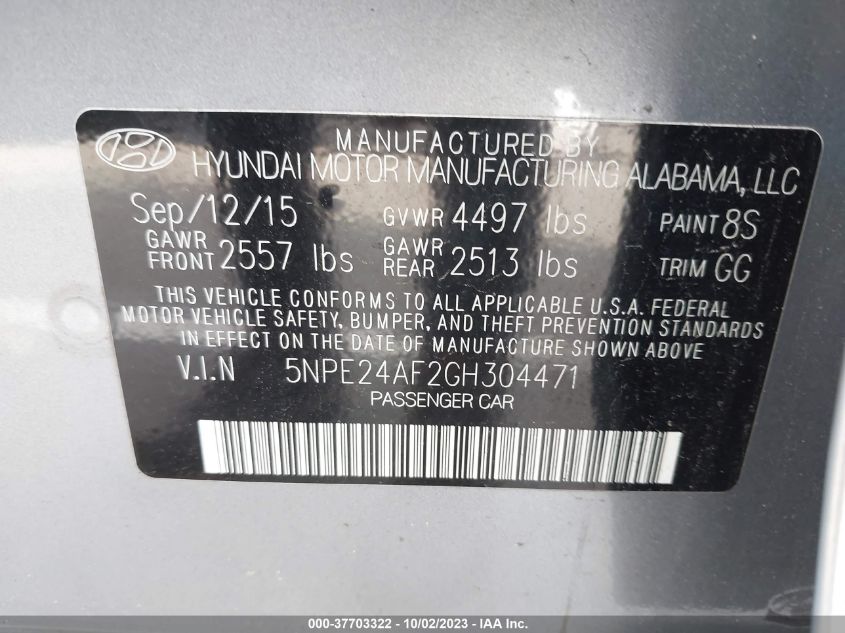 MANUFACTURED BY
HYUNDAI MOTOR MANUFACTURING ALABAMA, LLC
Sep/12/15 GVWR 4497 lbs PAINT 8S
GAWR FRONT 2557 lbs GAWR REAR 2513 lbs TRIM GG
THIS VEHICLE CONFORMS TO ALL APPLICABLE U.S.A. FEDERAL
MOTOR VEHICLE SAFETY, BUMPER, AND THEFT PREVENTION STANDARDS
IN EFFECT ON THE DATE OF MANUFACTURE SHOWN ABOVE
V.I.N 5NPE24AF2GH304471
PASSENGER CAR
000-37703322 - 10/02/2023 - IAA Inc.